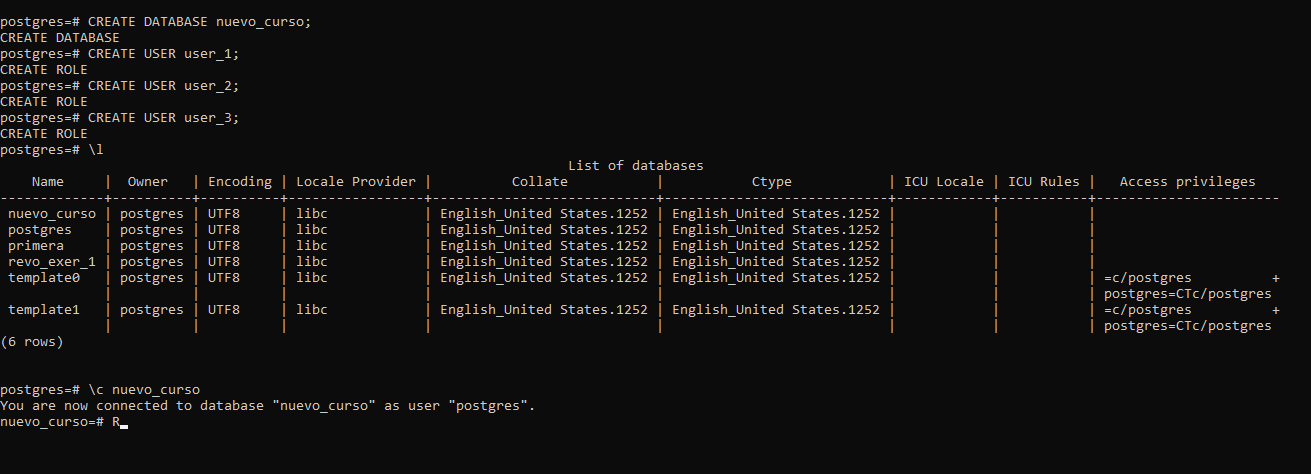 postgres=# CREATE DATABASE nuevo_curso;
CREATE DATABASE
postgres=# CREATE USER user_1;
CREATE ROLE
postgres=# CREATE USER user_2;
CREATE ROLE
postgres=# CREATE USER user_3;
CREATE ROLE
postgres=# \l
List of databases
Name | Owner | Encoding | Locale Provider | Collate | Ctype | ICU Locale | ICU Rules | Access privileges
-------------+----------+----------+-----------------+----------------------------+----------------------------+------------+-----------+-----------------------
nuevo_curso | postgres | UTF8 | libc | English_United States.1252 | English_United States.1252 | | |
postgres | postgres | UTF8 | libc | English_United States.1252 | English_United States.1252 | | |
primera | postgres | UTF8 | libc | English_United States.1252 | English_United States.1252 | | |
revo_exer_1 | postgres | UTF8 | libc | English_United States.1252 | English_United States.1252 | | |
template0 | postgres | UTF8 | libc | English_United States.1252 | English_United States.1252 | | | =c/postgres +
| | | | | | | | postgres=CTc/postgres
template1 | postgres | UTF8 | libc | English_United States.1252 | English_United States.1252 | | | =c/postgres +
| | | | | | | | postgres=CTc/postgres
(6 rows)
postgres=# \c nuevo_curso
You are now connected to database "nuevo_curso" as user "postgres".
nuevo_curso=# R